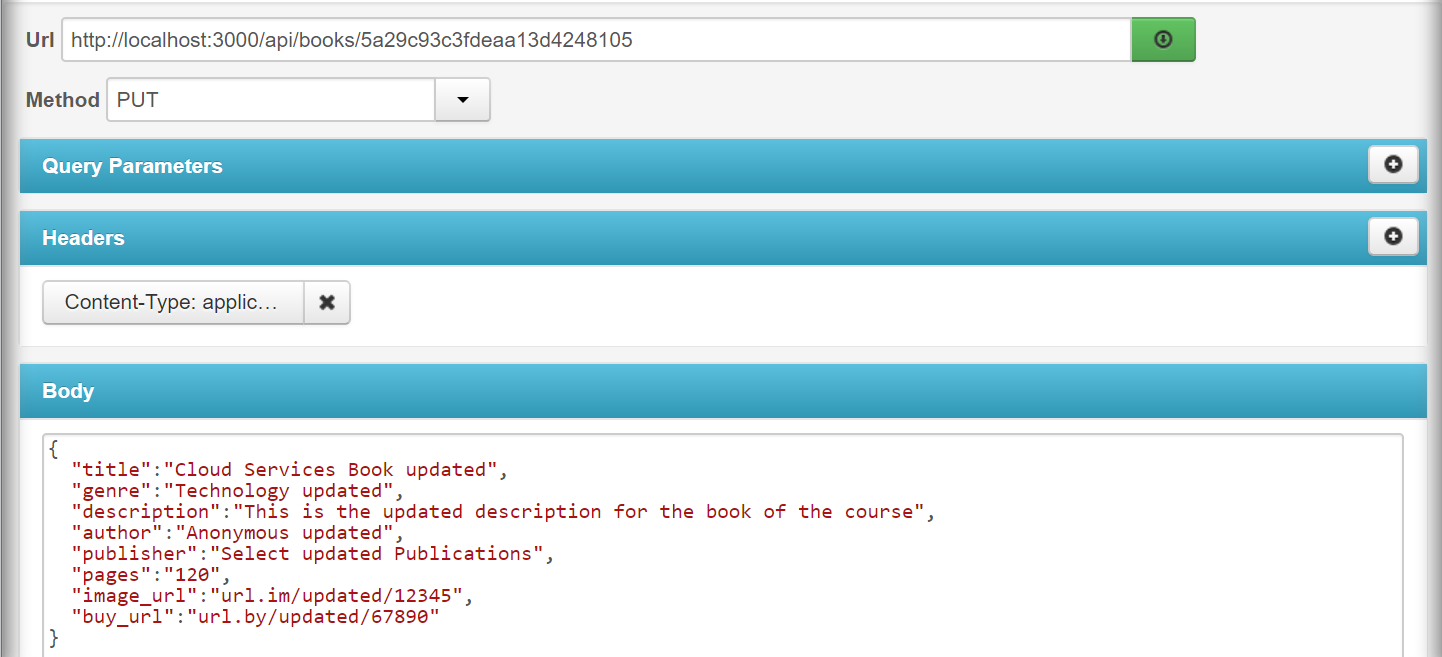 Url http://localhost:3000/api/books/5a29c93c3fdeaa13d4248105
Method PUT
Query Parameters
Headers
Content-Type: applic…
Body
{
  "title":"Cloud Services Book updated",
  "genre":"Technology updated",
  "description":"This is the updated description for the book of the course",
  "author":"Anonymous updated",
  "publisher":"Select updated Publications",
  "pages":"120",
  "image_url":"url.im/updated/12345",
  "buy_url":"url.by/updated/67890"
}